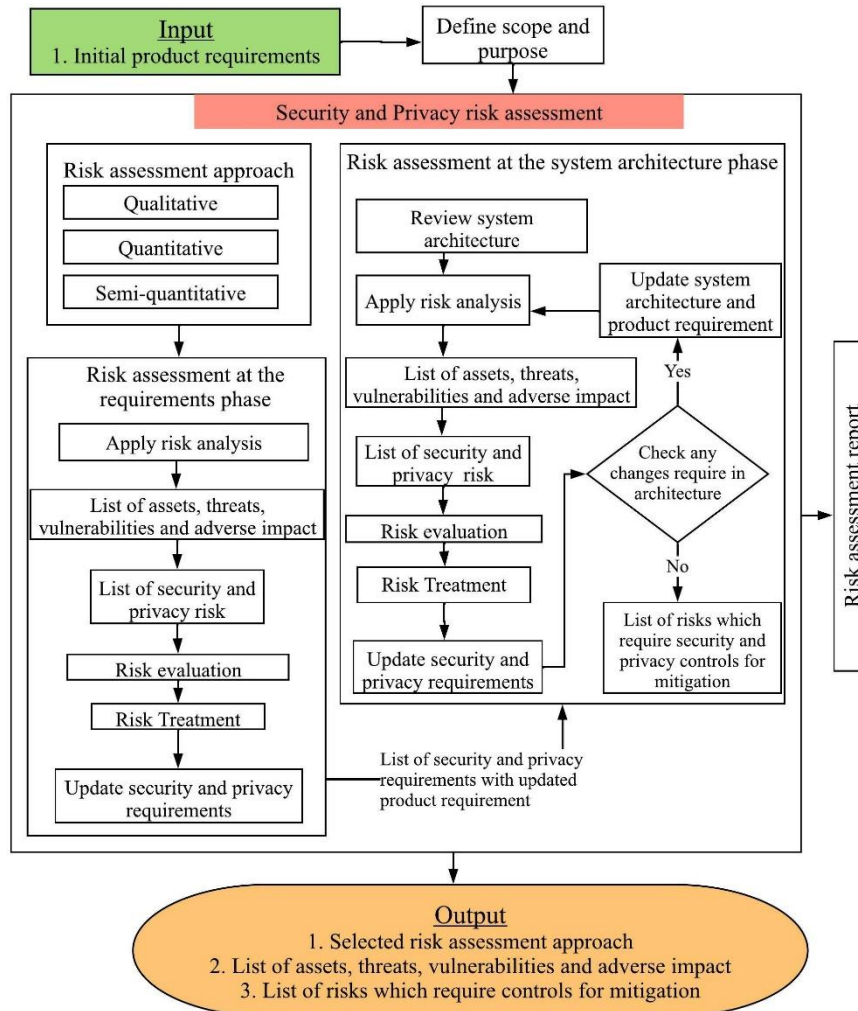 Input
1. Initial product requirements
Define scope and
purpose
Security and Privacy risk assessment
Risk assessment approach
Qualitative
Quantitative
Semi-quantitative
Risk assessment at the
requirements phase
Apply risk analysis
List of assets, threats,
vulnerabilities and adverse impact
List of security and
privacy risk
Risk evaluation
Risk Treatment
Update security and privacy
requirements
List of security and privacy
requirements with updated
product requirement
Risk assessment at the system architecture phase
Review system
architecture
Apply risk analysis
List of assets, threats,
vulnerabilities and adverse impact
List of security and
privacy risk
Risk evaluation
Risk Treatment
Update security and
privacy requirements
Check any
changes require in
architecture
Yes
Update system
architecture and
product requirement
No
List of risks which
require security and
privacy controls for
mitigation
Risk assessment report
Output
1. Selected risk assessment approach
2. List of assets, threats, vulnerabilities and adverse impact
3. List of risks which require controls for mitigation